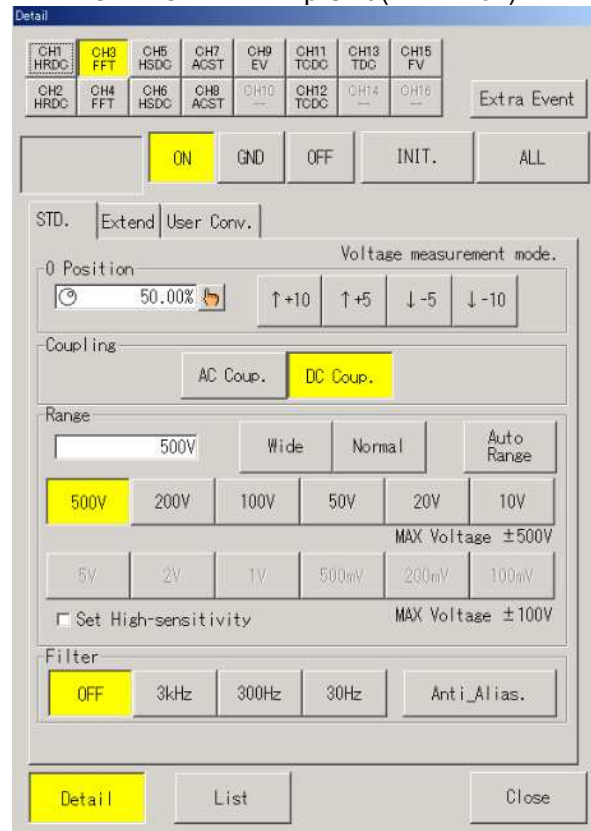 Detail
CH1 HRDC CH3 FFT CH5 HSDC CH7 ACST CH9 EV CH11 TCDC CH13 TDC CH15 FV
CH2 HRDC CH4 FFT CH6 HSDC CH8 ACST CH10 -- CH12 TCDC CH14 -- CH16 -- Extra Event
ON GND OFF INIT. ALL
STD. Extend User Conv.
Voltage measurement mode.
0 Position
50.00% ↑+10 ↑+5 ↓-5 ↓-10
Coupling
AC Coup. DC Coup.
Range
500V Wide Normal Auto Range
500V 200V 100V 50V 20V 10V
MAX Voltage ±500V
5V 2V 1V 500mV 200mV 100mV
Set High-sensitivity MAX Voltage ±100V
Filter
OFF 3kHz 300Hz 30Hz Anti_Alias.
Detail List Close